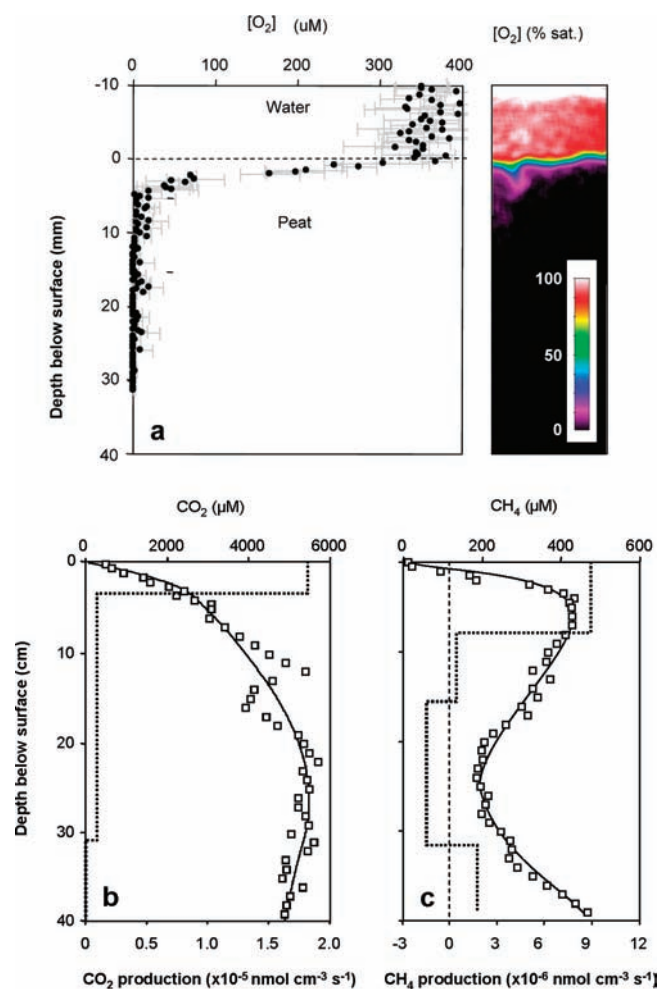 [O2] (uM)
[O2] (% sat.)
0 100 200 300 400
-10
0
10
20
30
40
Depth below surface (mm)
Water
Peat
a
100
50
0
CO2 (µM)
CH4 (µM)
0 2000 4000 6000
0 200 400 600
0
10
20
30
40
Depth below surface (cm)
b
c
0 0.5 1.0 1.5 2.0
-3 0 3 6 9 12
CO2 production (x10-5 nmol cm-3 s-1)
CH4 production (x10-6 nmol cm-3 s-1)